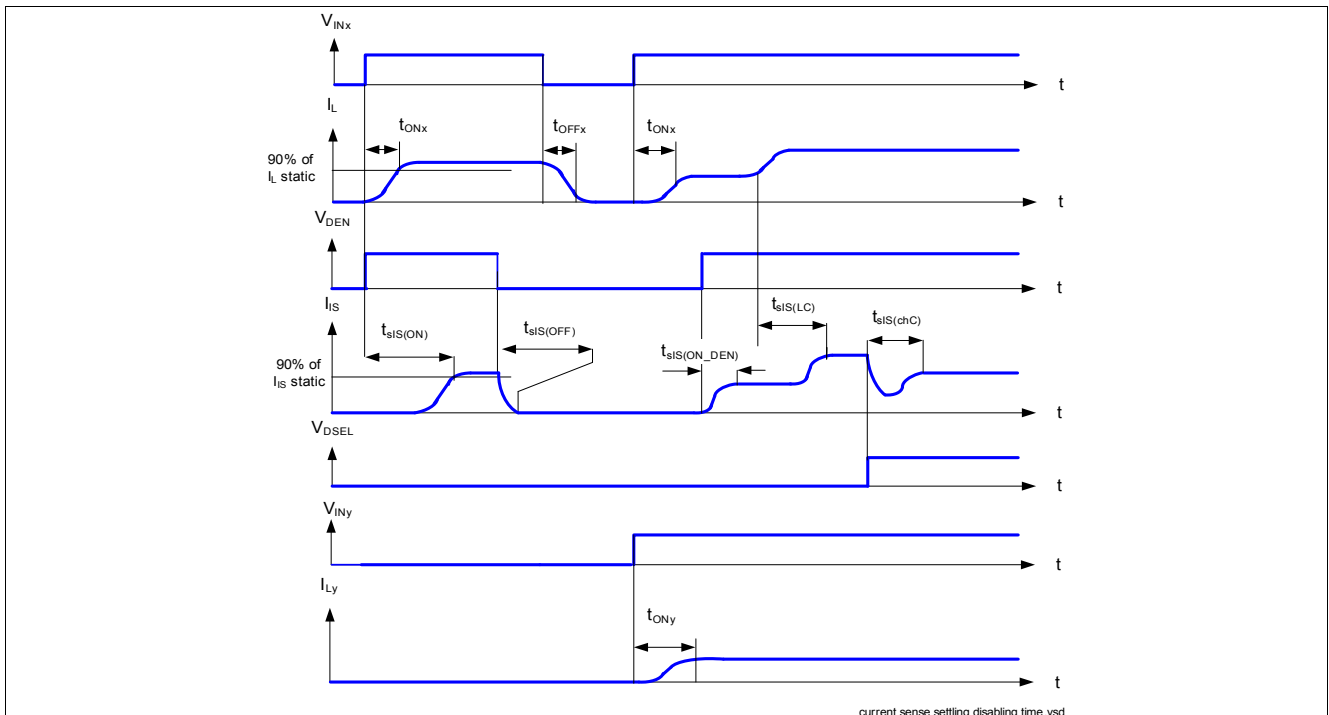 VINx
t
IL
tONx
tOFFx
tONx
90% of
IL static
t
VDEN
t
IIS
tsIS(ON)
tsIS(OFF)
tsIS(ON_DEN)
tsIS(LC)
tsIS(chC)
90% of
IIS static
t
VDSEL
t
VINy
t
ILy
tONy
t
current sense settling disabling time.vsd